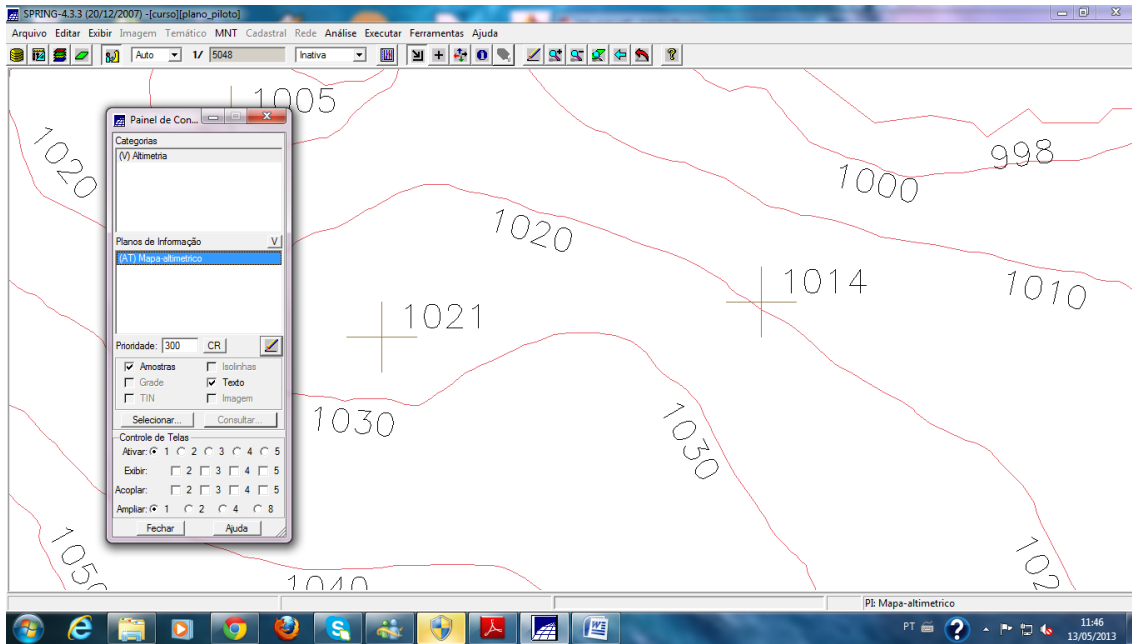 SPRING-4.3.3 (20/12/2007) -[curso][plano_piloto]
Arquivo Editar Exibir Imagem Temático MNT Cadastral Rede Análise Executar Ferramentas Ajuda
Auto 1/ 5048 Inativa
1005
1020
998
1000
1020
1014
1010
1021
1030
1030
1050
1040
102
Painel de Con...
Categorias
(V) Altimetria
Planos de Informação V
(AT) Mapa-altimetrico
Prioridade: 300 CR
Amostras Isolinhas
Grade Texto
TIN Imagem
Selecionar... Consultar...
Controle de Telas
Ativar: 1 2 3 4 5
Exibir: 2 3 4 5
Acoplar: 2 3 4 5
Ampliar: 1 2 4 8
Fechar Ajuda
PI: Mapa-altimetrico
PT 11:46
13/05/2013